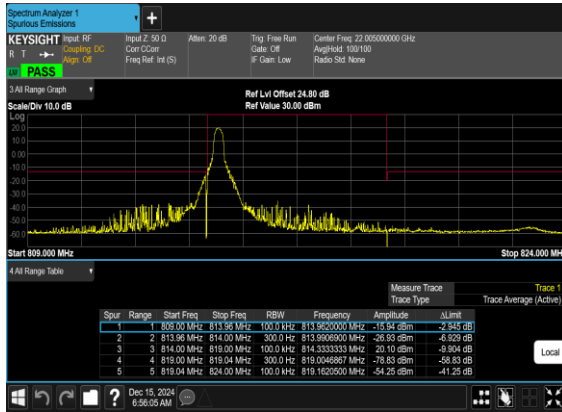 Spectrum Analyzer 1
Spurious Emissions
KEYSIGHT Input: RF Input Z: 50 Ω Atten: 20 dB Trig: Free Run Center Freq: 22.005000000 GHz
R T Coupling: DC Corr CCorr Gate: Off Avg|Hold: 100/100
Align: Off Freq Ref: Int (S) IF Gain: Low Radio Std: None
PASS
3 All Range Graph Ref Lvl Offset 24.80 dB
Scale/Div 10.0 dB Ref Value 30.00 dBm
Log
20.0
10.0
0.00
-10.0
-20.0
-30.0
-40.0
-50.0
-60.0
Start 809.000 MHz Stop 824.000 MHz
4 All Range Table
Measure Trace Trace 1
Trace Type Trace Average (Active)
Spur Range Start Freq Stop Freq RBW Frequency Amplitude ΔLimit
1 1 809.00 MHz 813.96 MHz 100.0 kHz 813.9620000 MHz -15.94 dBm -2.945 dB
2 2 813.96 MHz 814.00 MHz 300.0 Hz 813.9906900 MHz -26.93 dBm -6.929 dB
3 3 814.00 MHz 819.00 MHz 100.0 kHz 814.3333333 MHz 20.10 dBm -9.904 dB
4 4 819.00 MHz 819.04 MHz 300.0 Hz 819.0046867 MHz -78.83 dBm -58.83 dB
5 5 819.04 MHz 824.00 MHz 100.0 kHz 819.1620500 MHz -54.25 dBm -41.25 dB
Local
Dec 15, 2024
6:56:05 AM